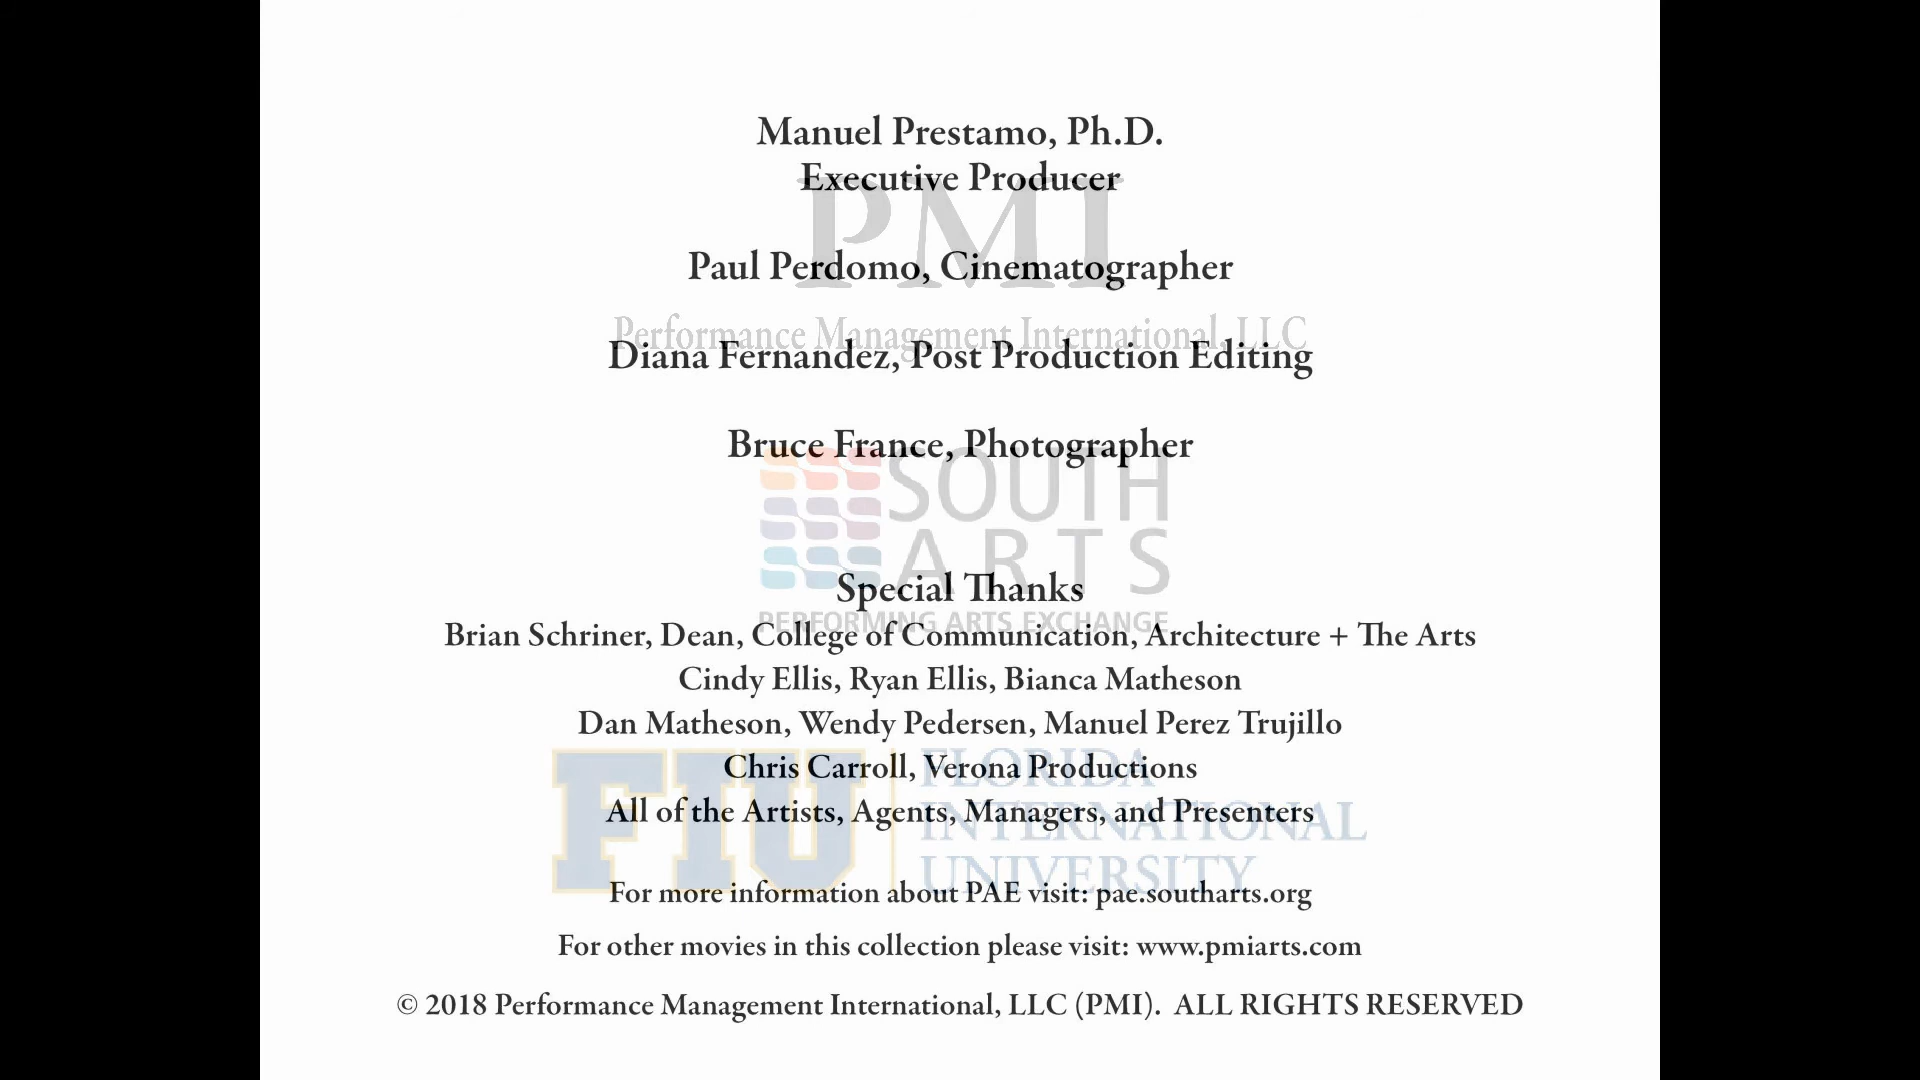 Manuel Prestamo, Ph.D.
Executive Producer
PMI
Paul Perdomo, Cinematographer
Performance Management International, LLC
Diana Fernandez, Post Production Editing
Bruce France, Photographer
SOUTH
ARTS
Special Thanks
PERFORMING ARTS EXCHANGE
Brian Schriner, Dean, College of Communication, Architecture + The Arts
Cindy Ellis, Ryan Ellis, Bianca Matheson
Dan Matheson, Wendy Pedersen, Manuel Perez Trujillo
Chris Carroll, Verona Productions
FIU
FLORIDA
INTERNATIONAL
UNIVERSITY
All of the Artists, Agents, Managers, and Presenters
For more information about PAE visit: pae.southarts.org
For other movies in this collection please visit: www.pmiarts.com
© 2018 Performance Management International, LLC (PMI). ALL RIGHTS RESERVED